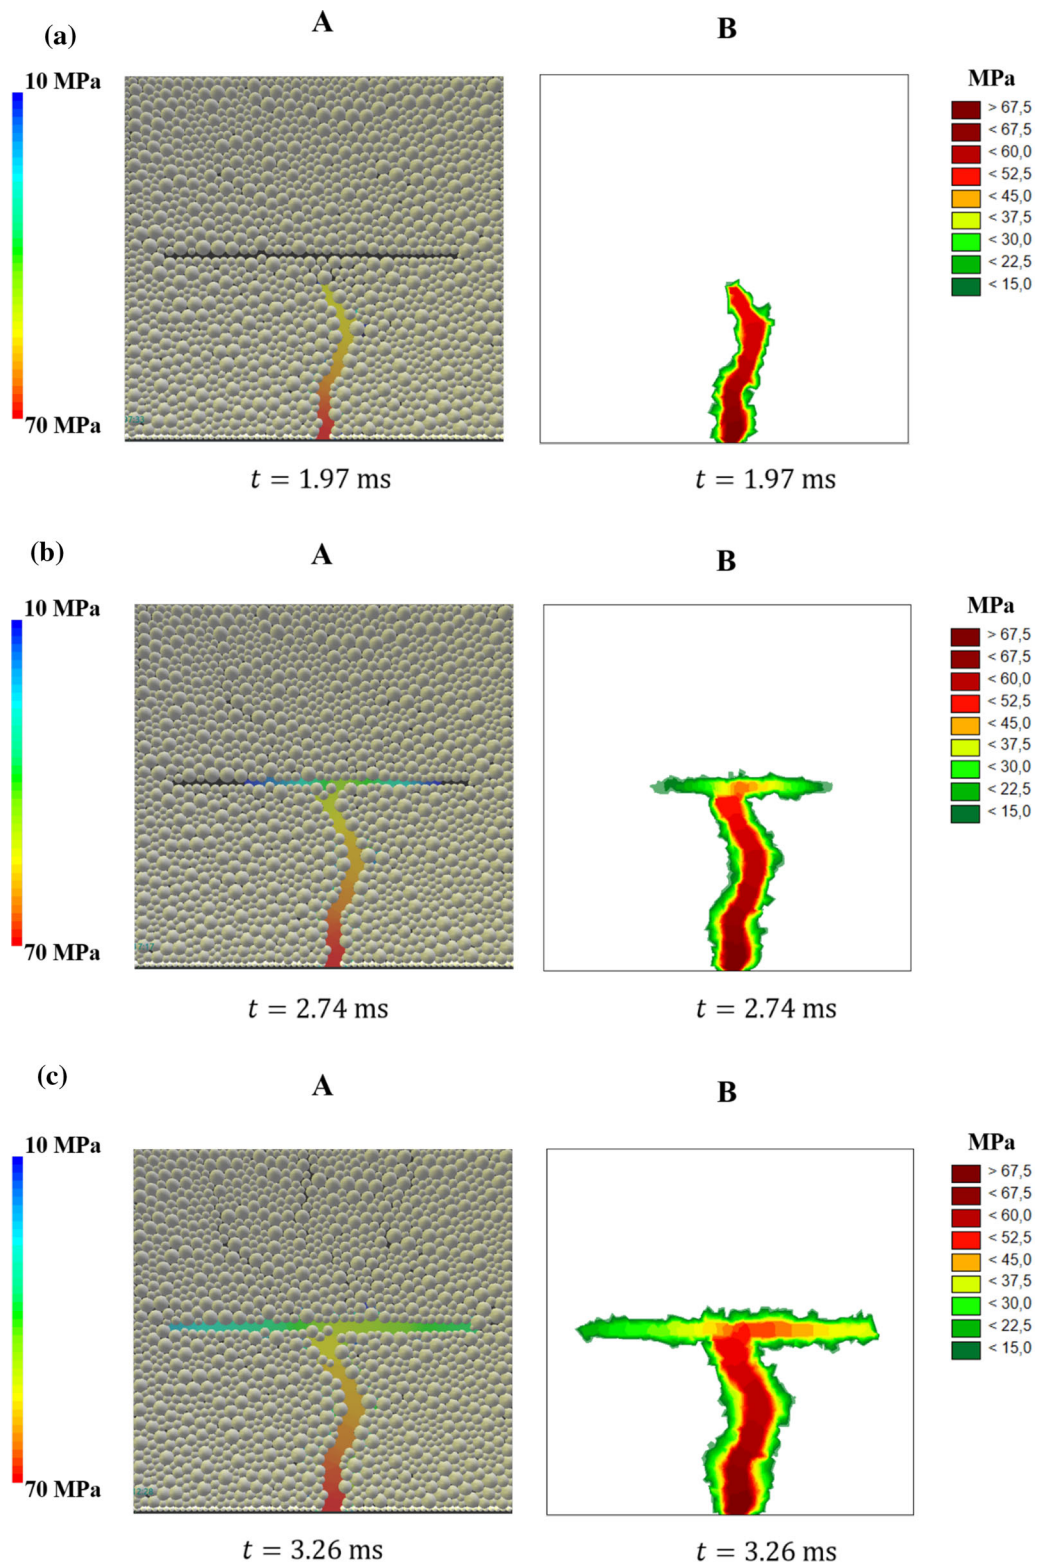 (a)
A
B
10 MPa
70 MPa
MPa
> 67,5
< 67,5
< 60,0
< 52,5
< 45,0
< 37,5
< 30,0
< 22,5
< 15,0
t = 1.97 ms
t = 1.97 ms
(b)
A
B
10 MPa
70 MPa
MPa
> 67,5
< 67,5
< 60,0
< 52,5
< 45,0
< 37,5
< 30,0
< 22,5
< 15,0
t = 2.74 ms
t = 2.74 ms
(c)
A
B
10 MPa
70 MPa
MPa
> 67,5
< 67,5
< 60,0
< 52,5
< 45,0
< 37,5
< 30,0
< 22,5
< 15,0
t = 3.26 ms
t = 3.26 ms